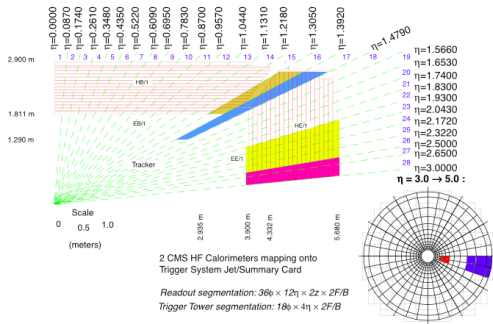 η=0.0000
η=0.0870
η=0.1740
η=0.2610
η=0.3480
η=0.4350
η=0.5220
η=0.6090
η=0.6950
η=0.7830
η=0.8700
η=0.9570
η=1.0440
η=1.1310
η=1.2180
η=1.3050
η=1.3920
η=1.4790
2.900 m
1 2 3 4 5 6 7 8 9 10 11 12 13 14 15 16 17 18 19
η=1.5660
20 η=1.6530
21 η=1.7400
22 η=1.8300
23 η=1.9300
24 η=2.0430
25 η=2.1720
26 η=2.3220
27 η=2.5000
28 η=2.6500
η=3.0000
HB/1
1.811 m
EB/1
HE/1
1.290 m
Tracker
EE/1
η = 3.0 → 5.0 :
Scale
0 0.5 1.0
(meters)
2.935 m
3.900 m
4.332 m
5.680 m
2 CMS HF Calorimeters mapping onto
Trigger System Jet/Summary Card
Readout segmentation: 36ϕ × 12η × 2z × 2F/B
Trigger Tower segmentation: 18ϕ × 4η × 2F/B